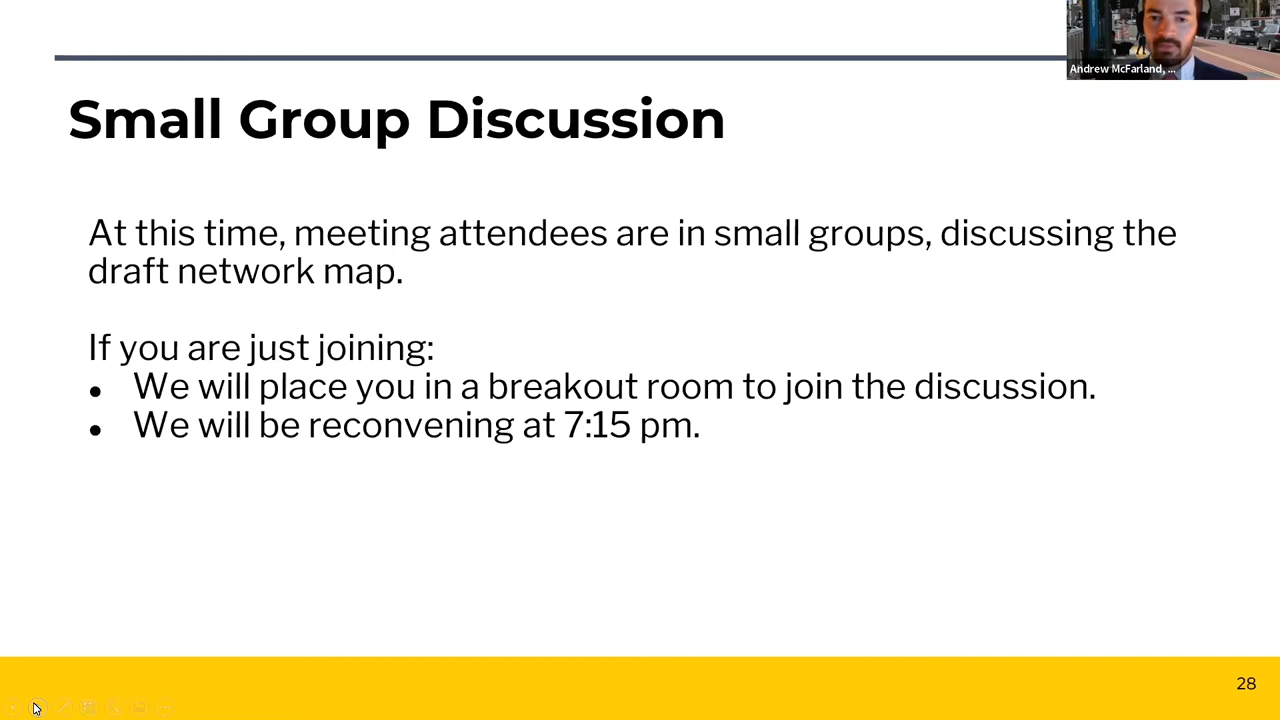 Andrew McFarland, ...
Small Group Discussion
At this time, meeting attendees are in small groups, discussing the
draft network map.
If you are just joining:
• We will place you in a breakout room to join the discussion.
• We will be reconvening at 7:15 pm.
28